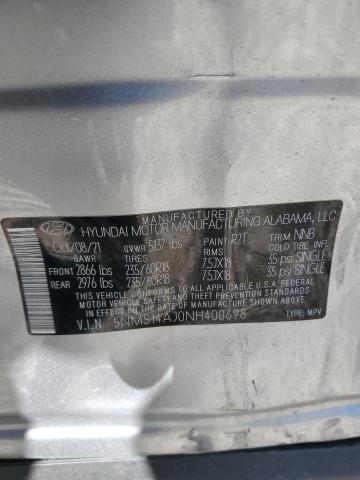 HYUNDAI MOTOR MANUFACTURING ALABAMA, LLC
Oct/08/21 GVWR 5137 lbs PAINT R2T TRIM NNB
GAWR TIRES RIMS COLD TIRE INF.
FRONT 2866 lbs 235/60R18 7.5JX18 35 psi SINGLE
REAR 2976 lbs 235/60R18 7.5JX18 35 psi SINGLE
THIS VEHICLE CONFORMS TO ALL APPLICABLE U.S.A. FEDERAL
MOTOR VEHICLE SAFETY AND THEFT PREVENTION
STANDARDS IN EFFECT ON THE DATE OF MANUFACTURE SHOWN ABOVE.
V.I.N 5NMS14AJ0NH400698 TYPE: MPV